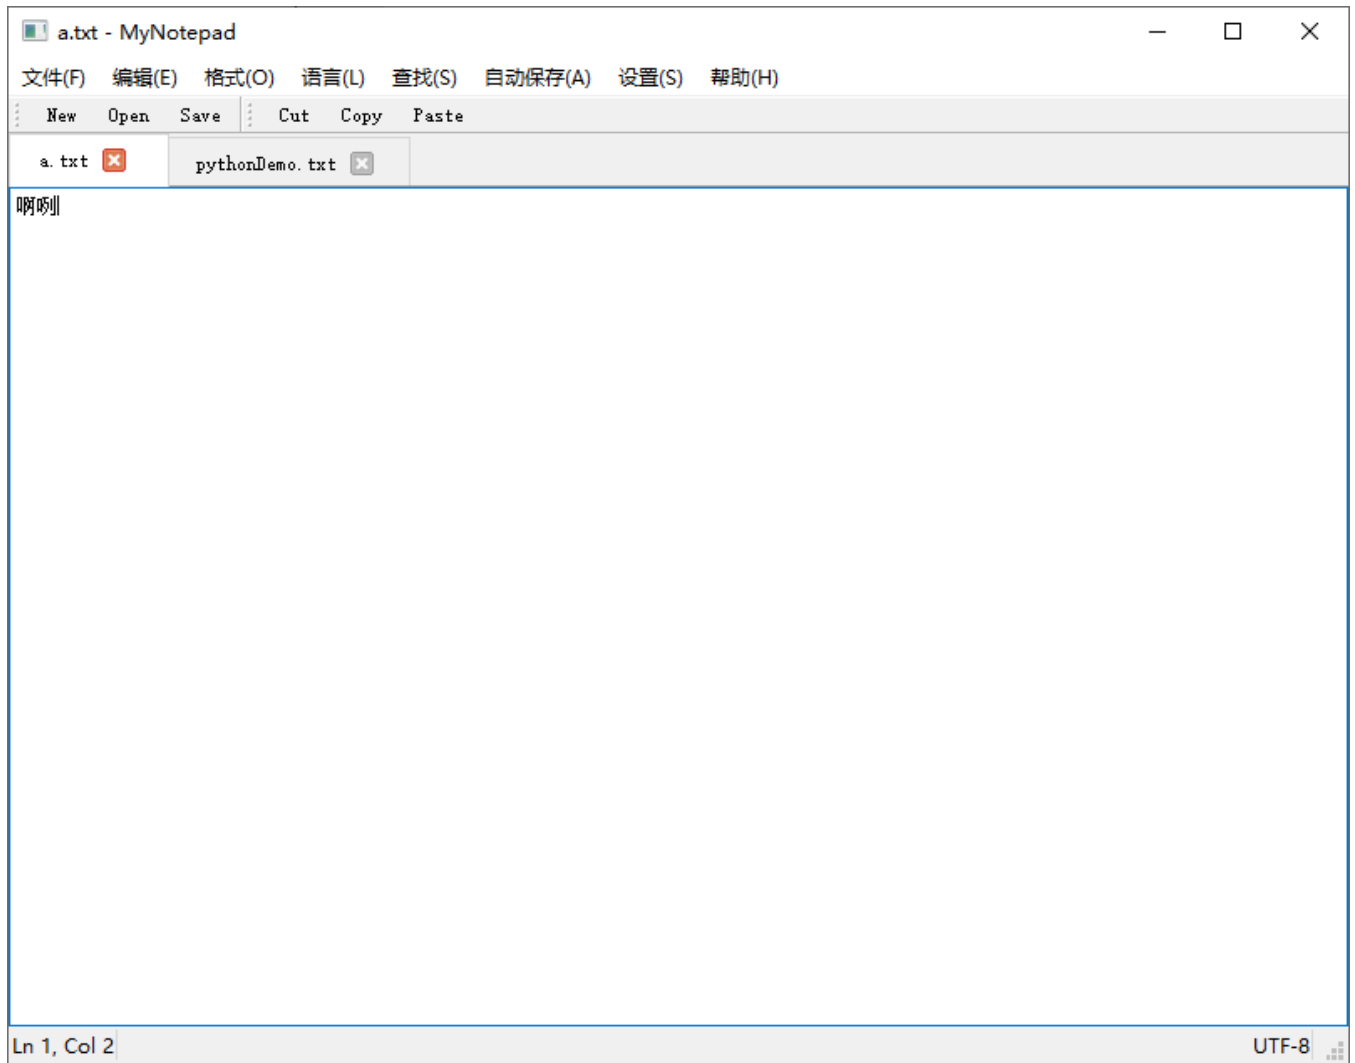 a.txt - MyNotepad
文件(F) 编辑(E) 格式(O) 语言(L) 查找(S) 自动保存(A) 设置(S) 帮助(H)
New Open Save Cut Copy Paste
a.txt pythonDemo.txt
啊咧
Ln 1, Col 2 UTF-8